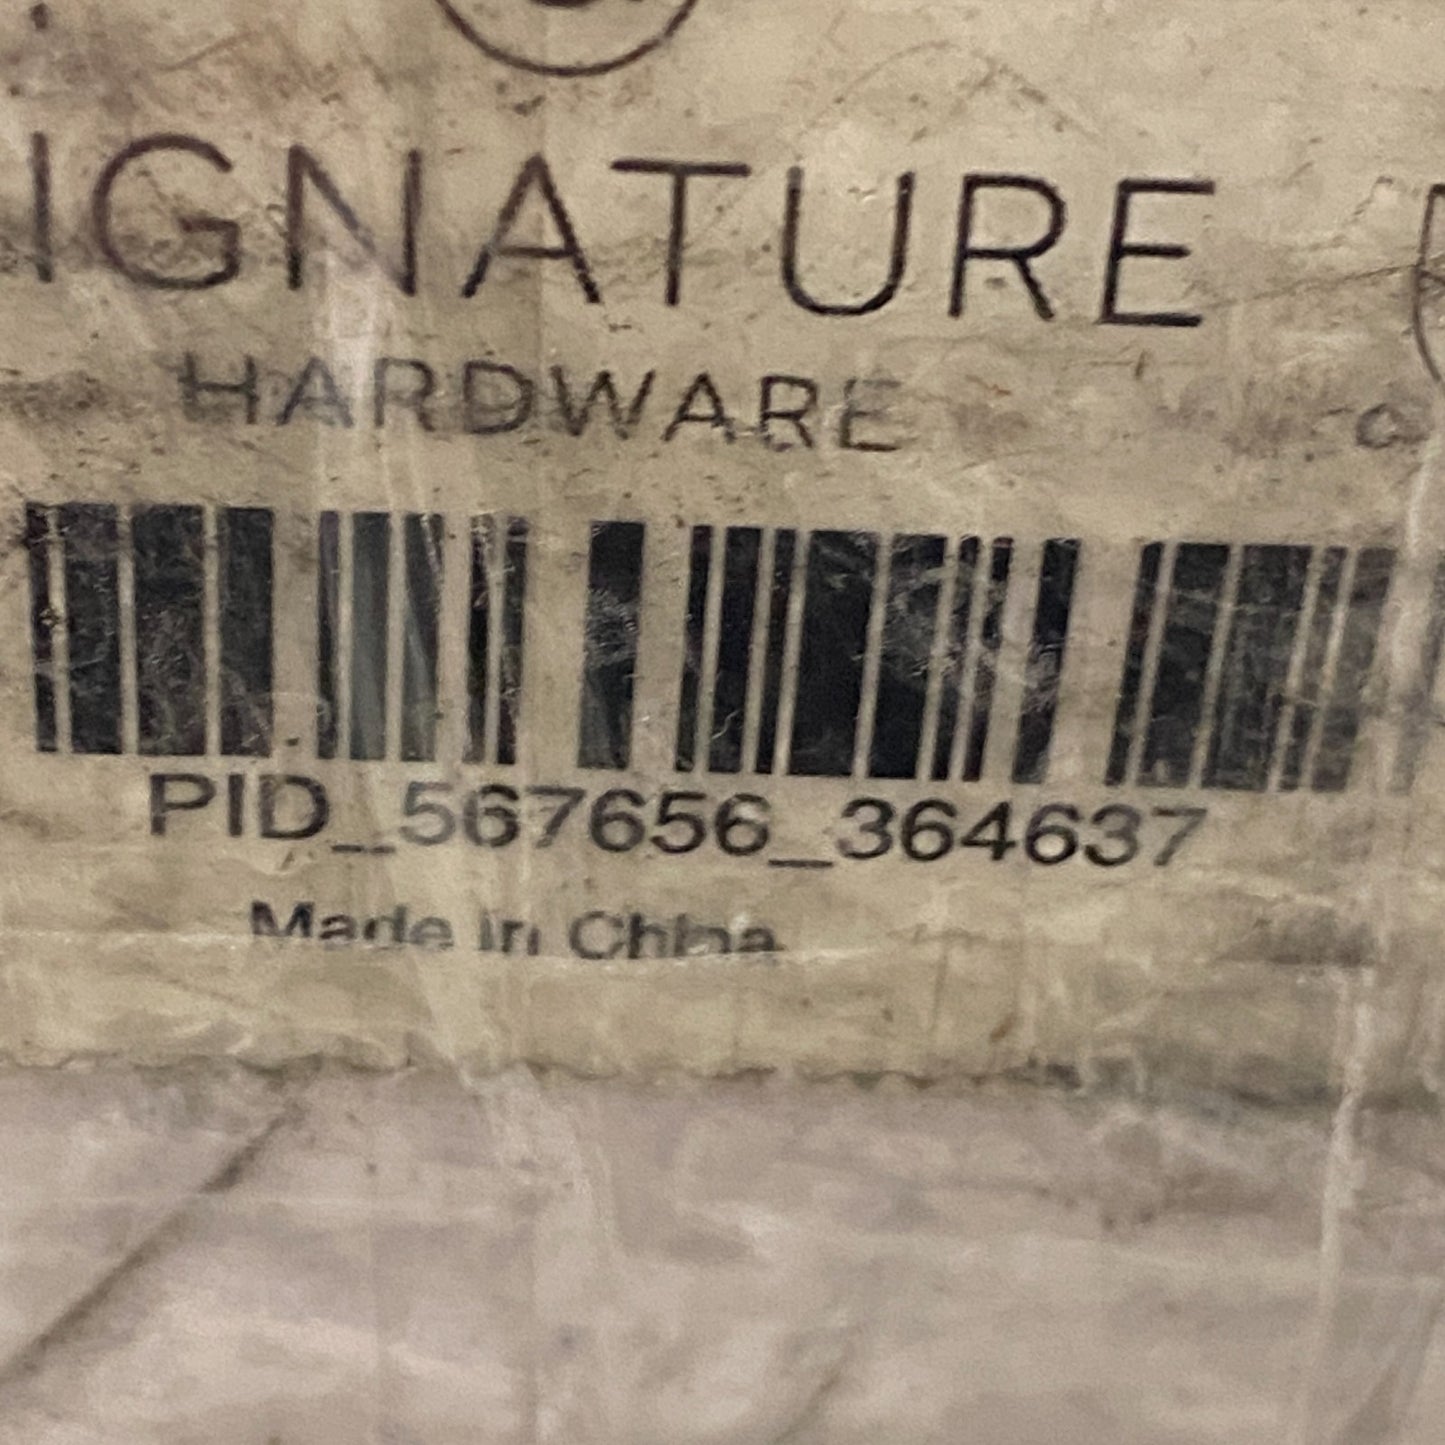 IGNATURE
HARDWARE
PID_567656_364637
Made in China